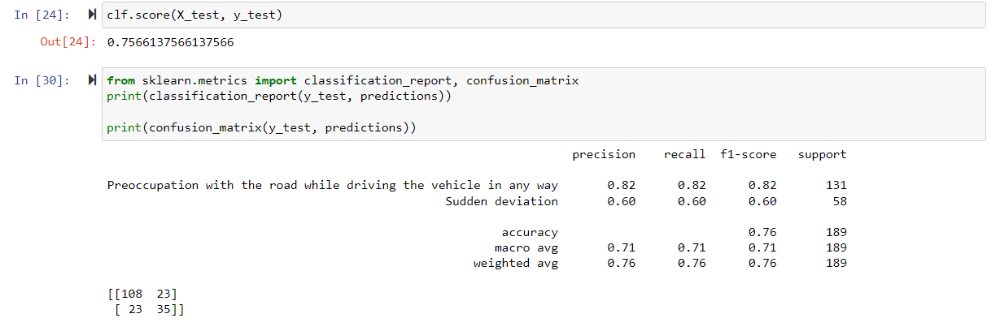 In [24]: clf.score(X_test, y_test)
Out[24]: 0.7566137566137566
In [30]: from sklearn.metrics import classification_report, confusion_matrix
print(classification_report(y_test, predictions))
print(confusion_matrix(y_test, predictions))
precision recall f1-score support
Preoccupation with the road while driving the vehicle in any way 0.82 0.82 0.82 131
Sudden deviation 0.60 0.60 0.60 58
accuracy 0.76 189
macro avg 0.71 0.71 0.71 189
weighted avg 0.76 0.76 0.76 189
[[108 23]
[ 23 35]]